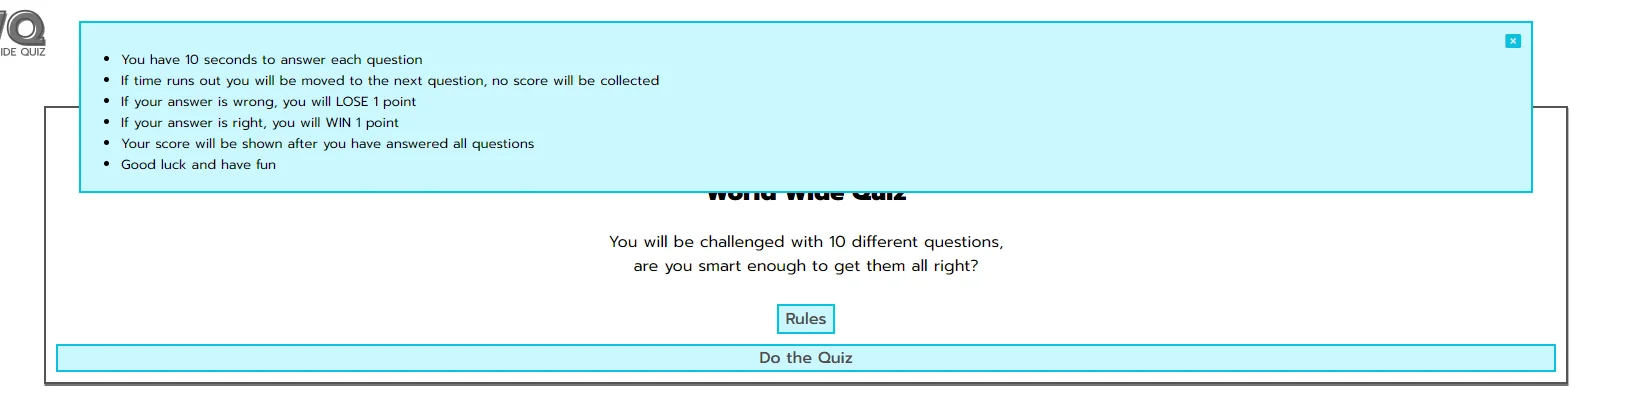 IDE QUIZ
You have 10 seconds to answer each question
If time runs out you will be moved to the next question, no score will be collected
If your answer is wrong, you will LOSE 1 point
If your answer is right, you will WIN 1 point
Your score will be shown after you have answered all questions
Good luck and have fun
World Wide Quiz
You will be challenged with 10 different questions,
are you smart enough to get them all right?
Rules
Do the Quiz